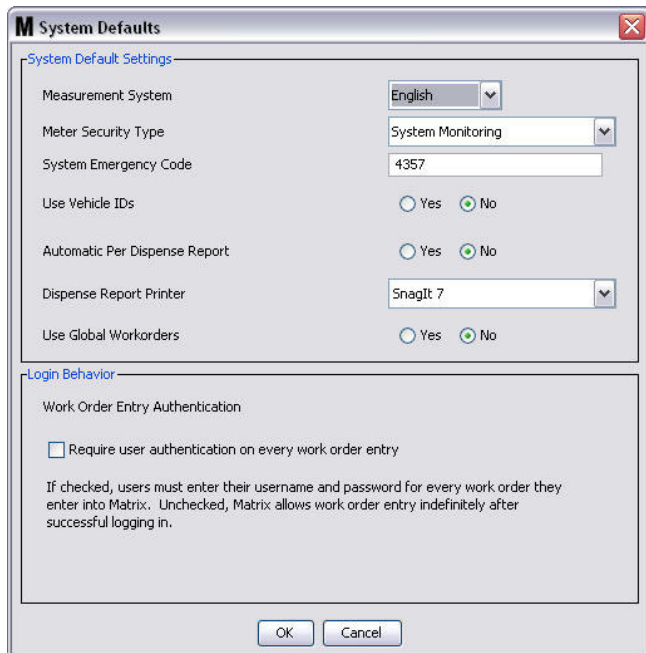 M System Defaults
System Default Settings
Measurement System English
Meter Security Type System Monitoring
System Emergency Code 4357
Use Vehicle IDs Yes No
Automatic Per Dispense Report Yes No
Dispense Report Printer SnagIt 7
Use Global Workorders Yes No
Login Behavior
Work Order Entry Authentication
Require user authentication on every work order entry
If checked, users must enter their username and password for every work order they
enter into Matrix.  Unchecked, Matrix allows work order entry indefinitely after
successful logging in.
OK Cancel